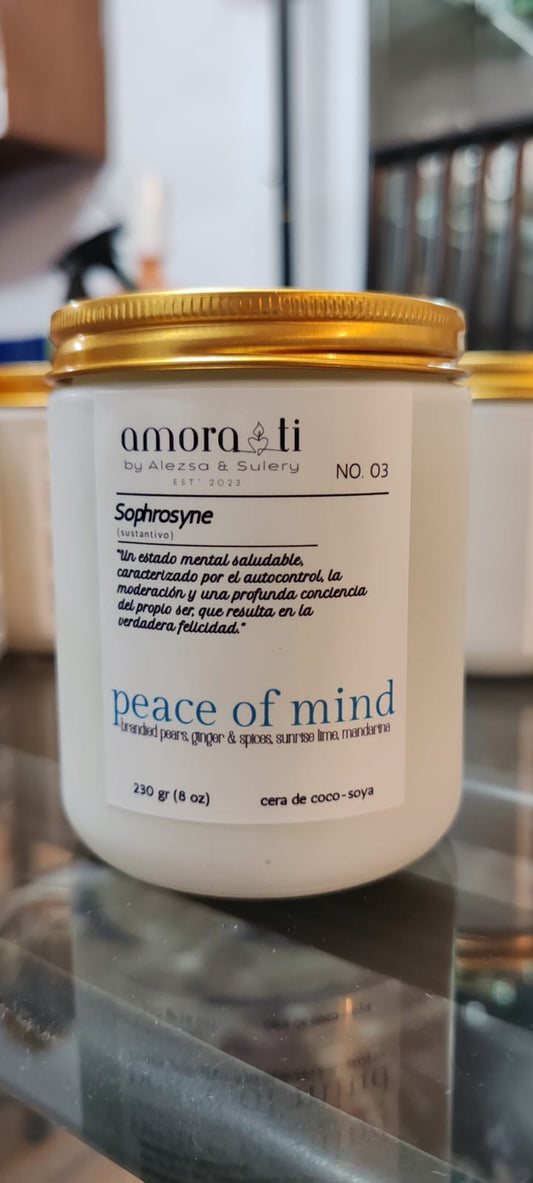 amora ti
by Alezsa & Sulery
EST' 2023
NO. 03
Sophrosyne
(sustantivo)
"Un estado mental saludable,
caracterizado por el autocontrol, la
moderación y una profunda conciencia
del propio ser, que resulta en la
verdadera felicidad."
peace of mind
brandied pears, ginger & spices, sunrise lime, mandarina
230 gr (8 oz)
cera de coco-soya